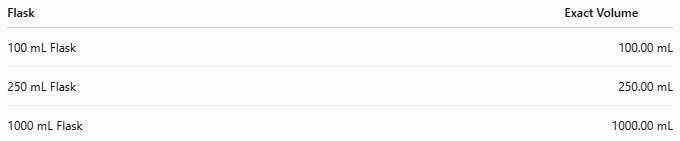 Flask Exact Volume
100 mL Flask 100.00 mL
250 mL Flask 250.00 mL
1000 mL Flask 1000.00 mL